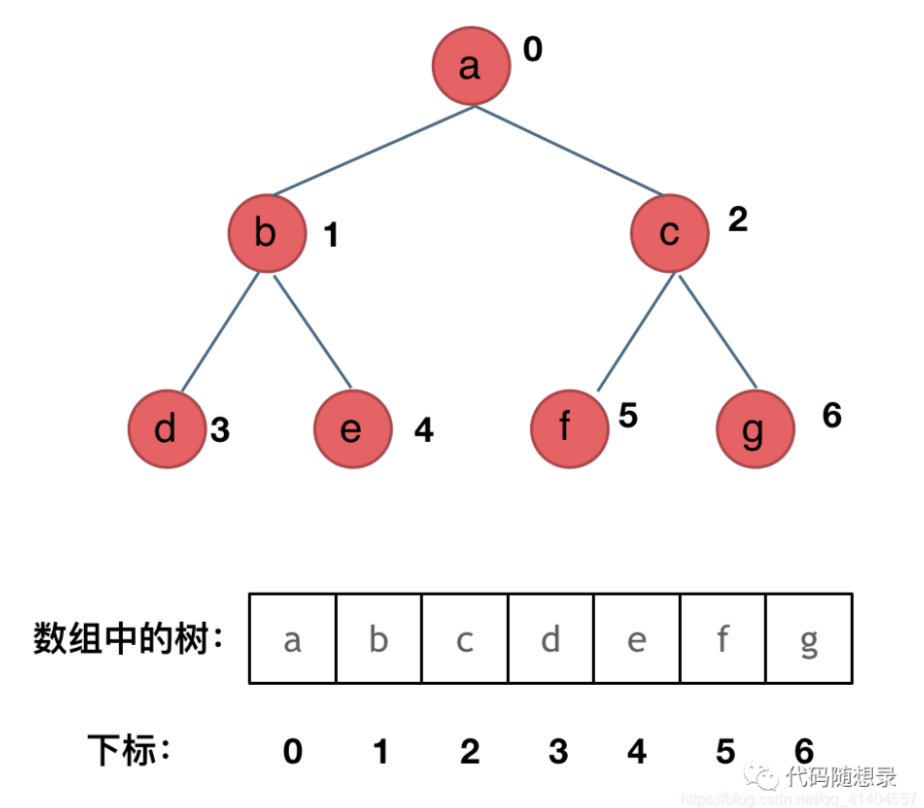 a 0
b 1 c 2
d 3 e 4 f 5 g 6
数组中的树： a b c d e f g
下标： 0 1 2 3 4 5 6
代码随想录
https://blog.csdn.net/qq_41404557